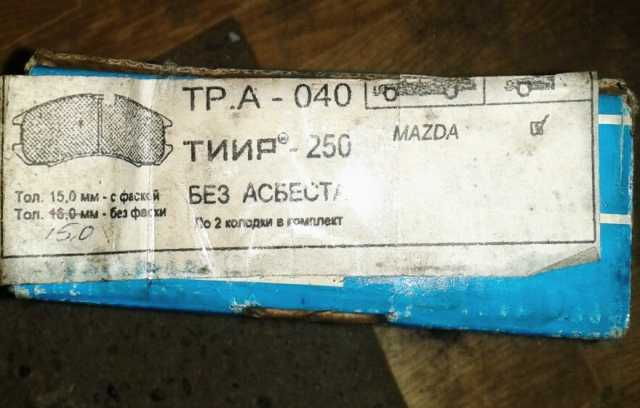 ТР.А - 040
ТИИР® - 250
MAZDA
Тол. 15,0 мм - с фаской
Тол. 16,0 мм - без фаски
15,0
БЕЗ АСБЕСТА
По 2 колодки в комплект